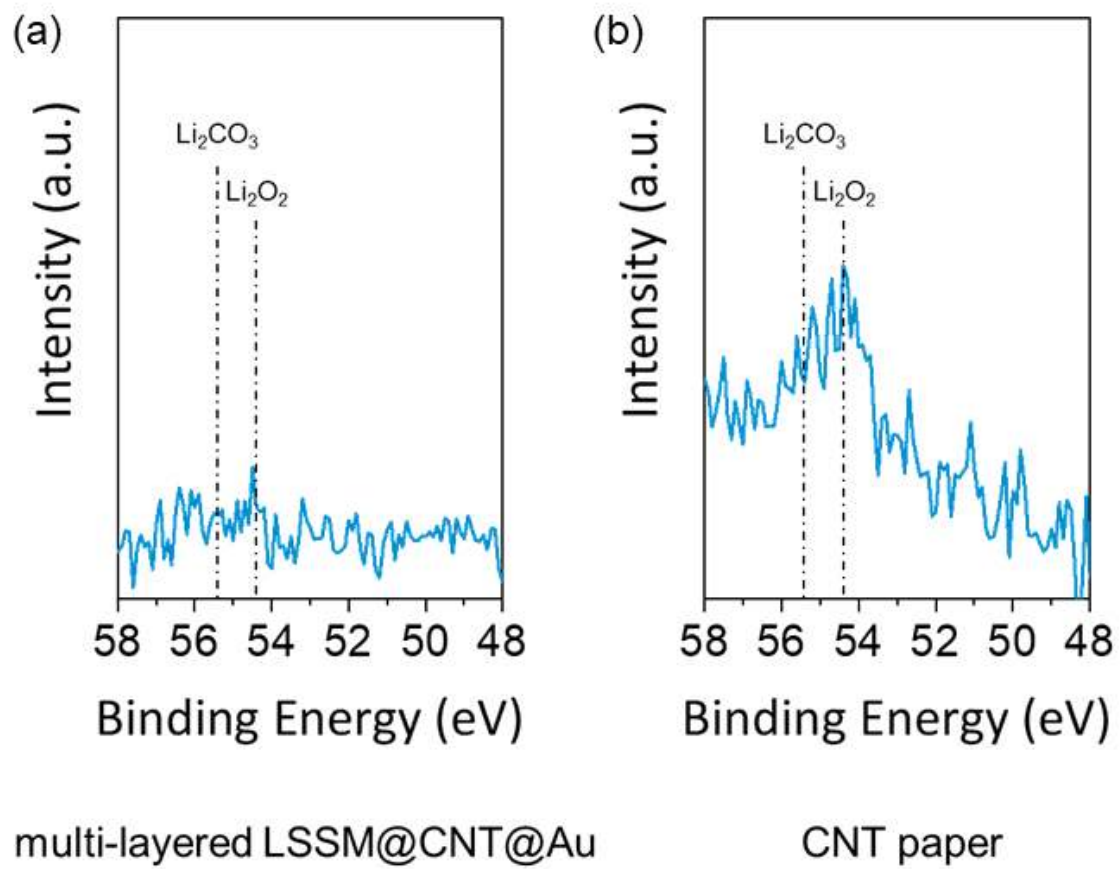 (a)
Intensity (a.u.)
Li₂CO₃
Li₂O₂
58 56 54 52 50 48
Binding Energy (eV)
multi-layered LSSM@CNT@Au
(b)
Intensity (a.u.)
Li₂CO₃
Li₂O₂
58 56 54 52 50 48
Binding Energy (eV)
CNT paper